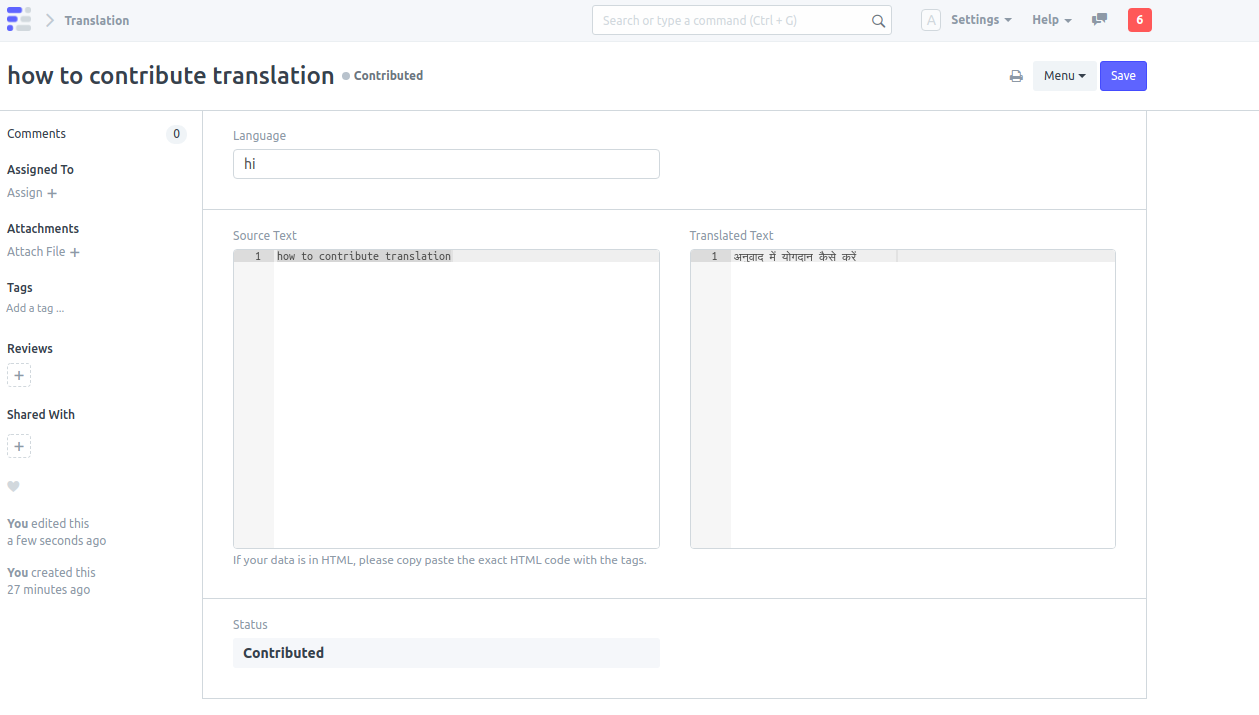 Translation
Search or type a command (Ctrl + G)
A
Settings
Help
6
how to contribute translation
Contributed
Menu
Save
Comments 0
Assigned To
Assign +
Attachments
Attach File +
Tags
Add a tag ...
Reviews
+
Shared With
+
You edited this
a few seconds ago
You created this
27 minutes ago
Language
hi
Source Text
1 how to contribute translation
If your data is in HTML, please copy paste the exact HTML code with the tags.
Translated Text
1 अनुवाद में योगदान कैसे करें
Status
Contributed